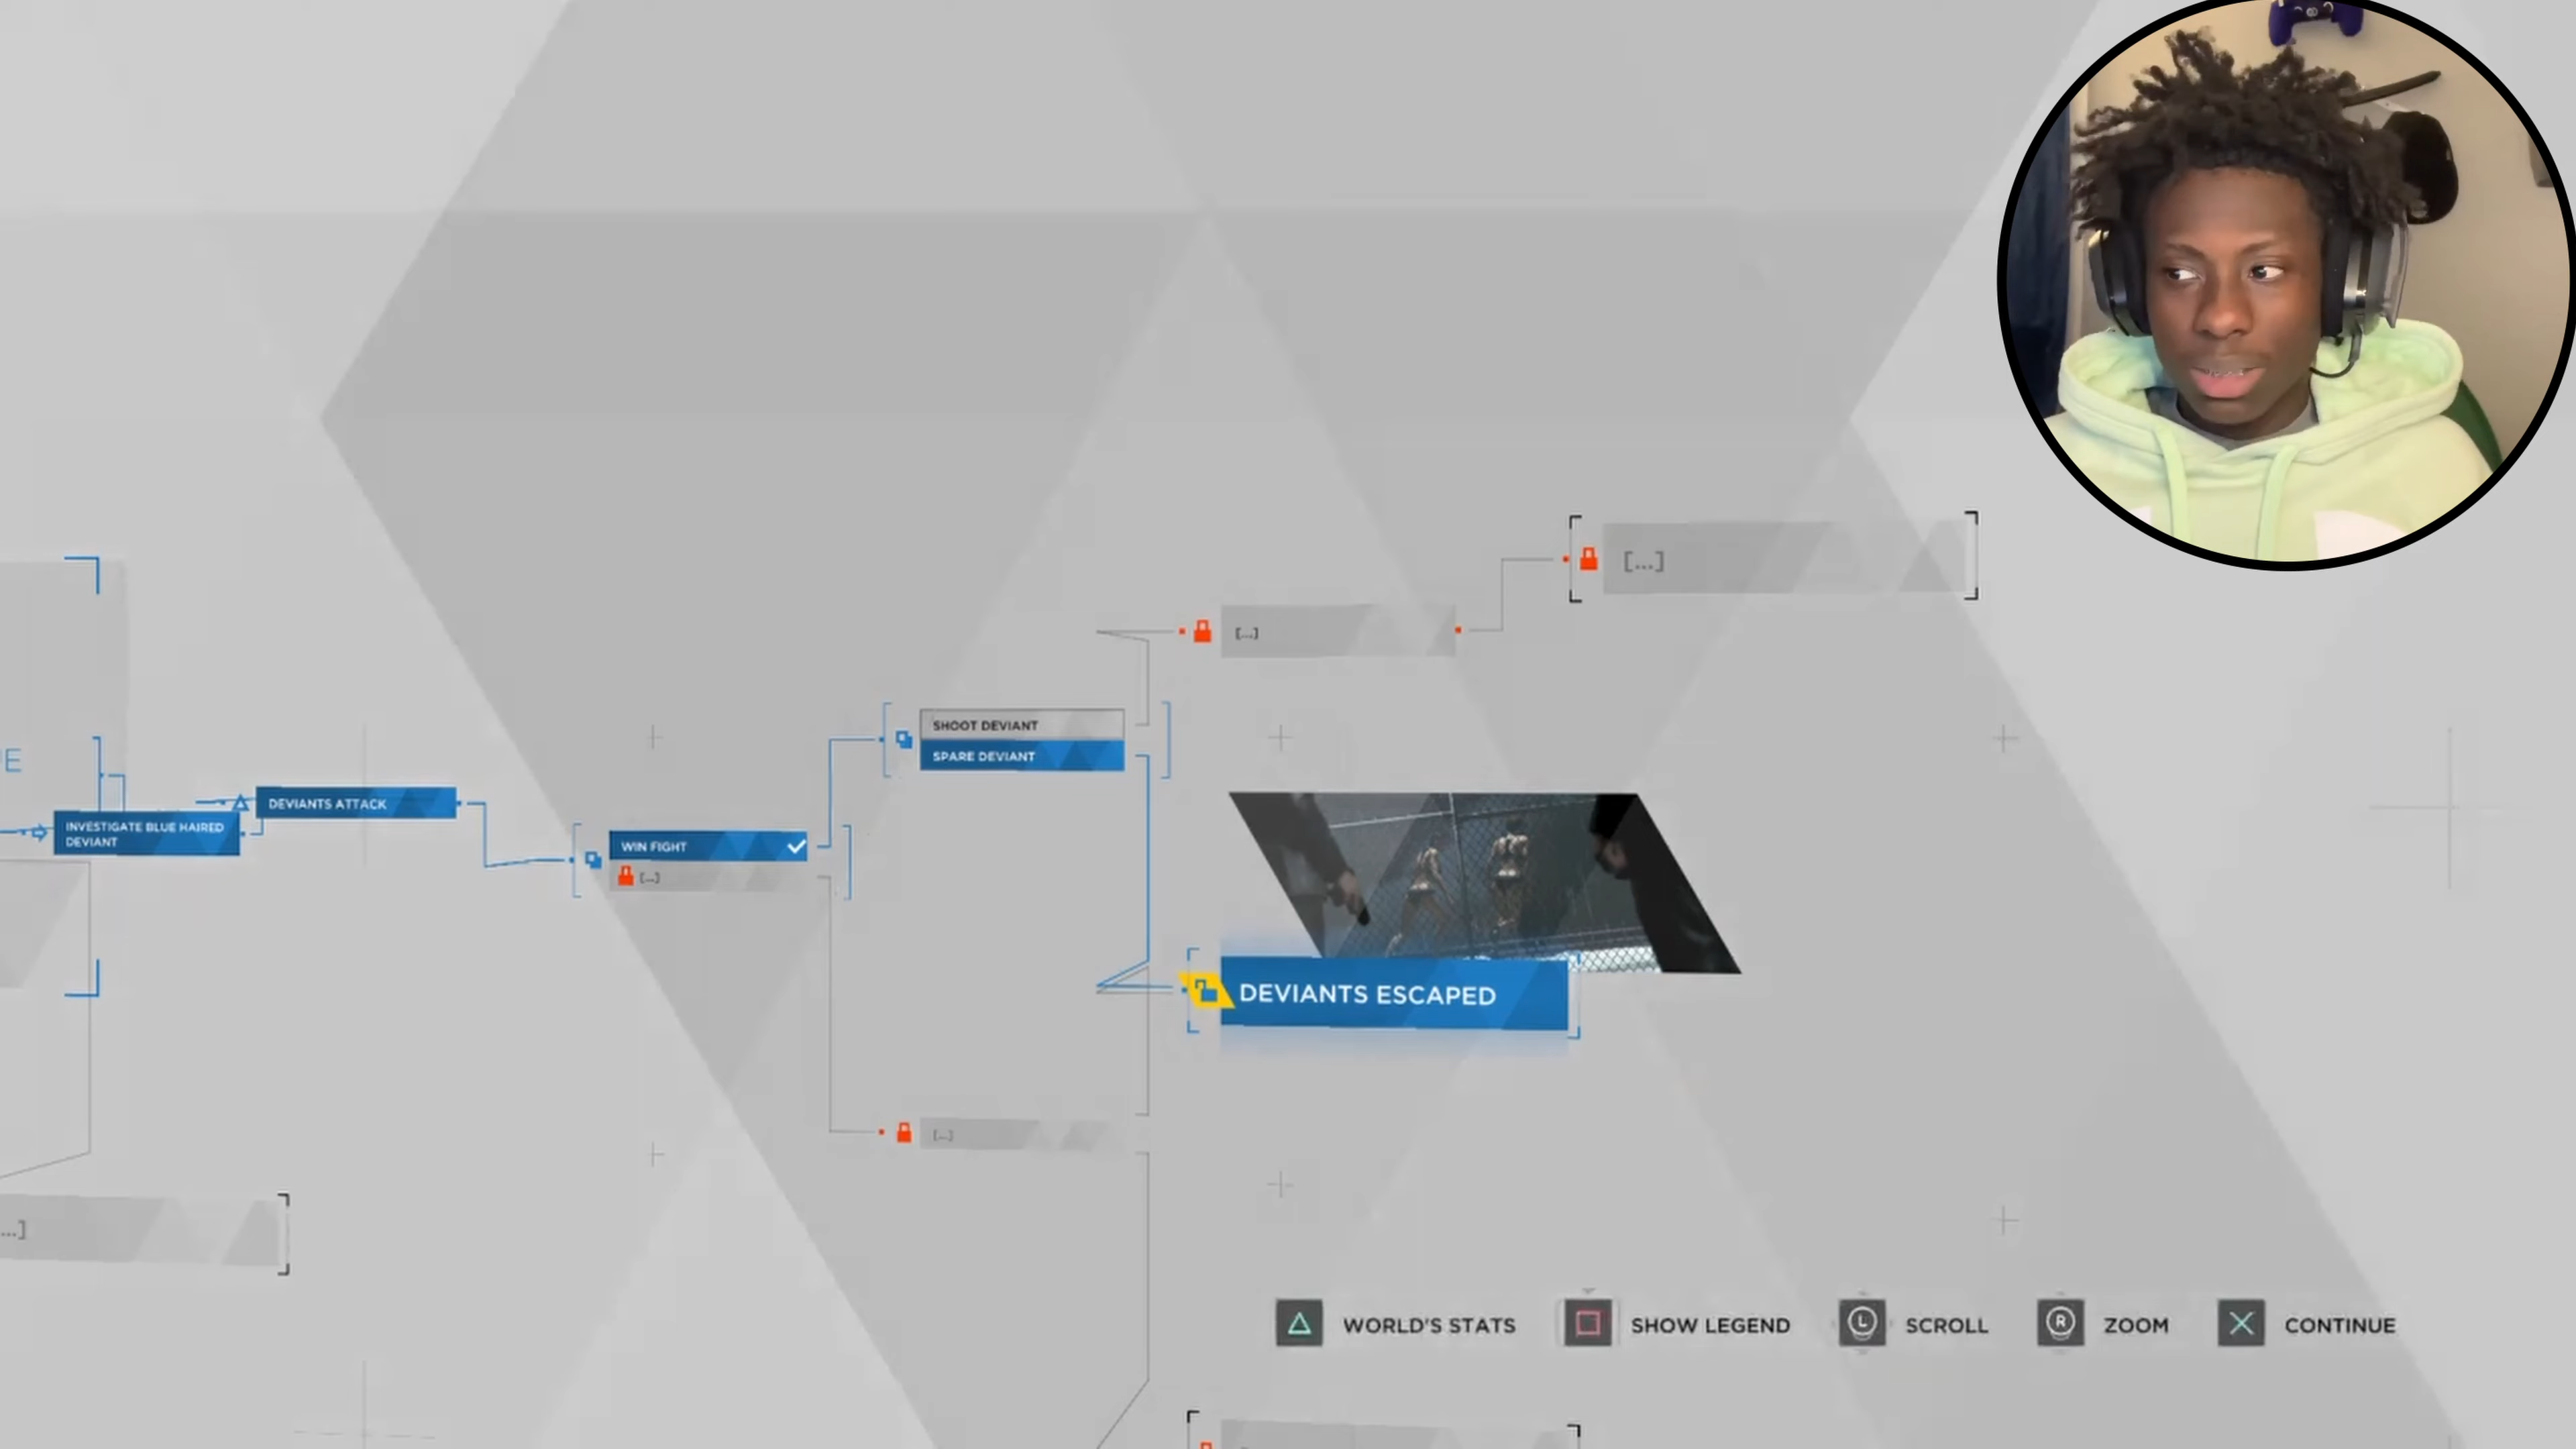 [...]
[...]
SHOOT DEVIANT
SPARE DEVIANT
E
DEVIANTS ATTACK
INVESTIGATE BLUE HAIRED
DEVIANT
WIN FIGHT
[...]
DEVIANTS ESCAPED
[...]
...]
WORLD'S STATS
SHOW LEGEND
L
SCROLL
R
ZOOM
CONTINUE